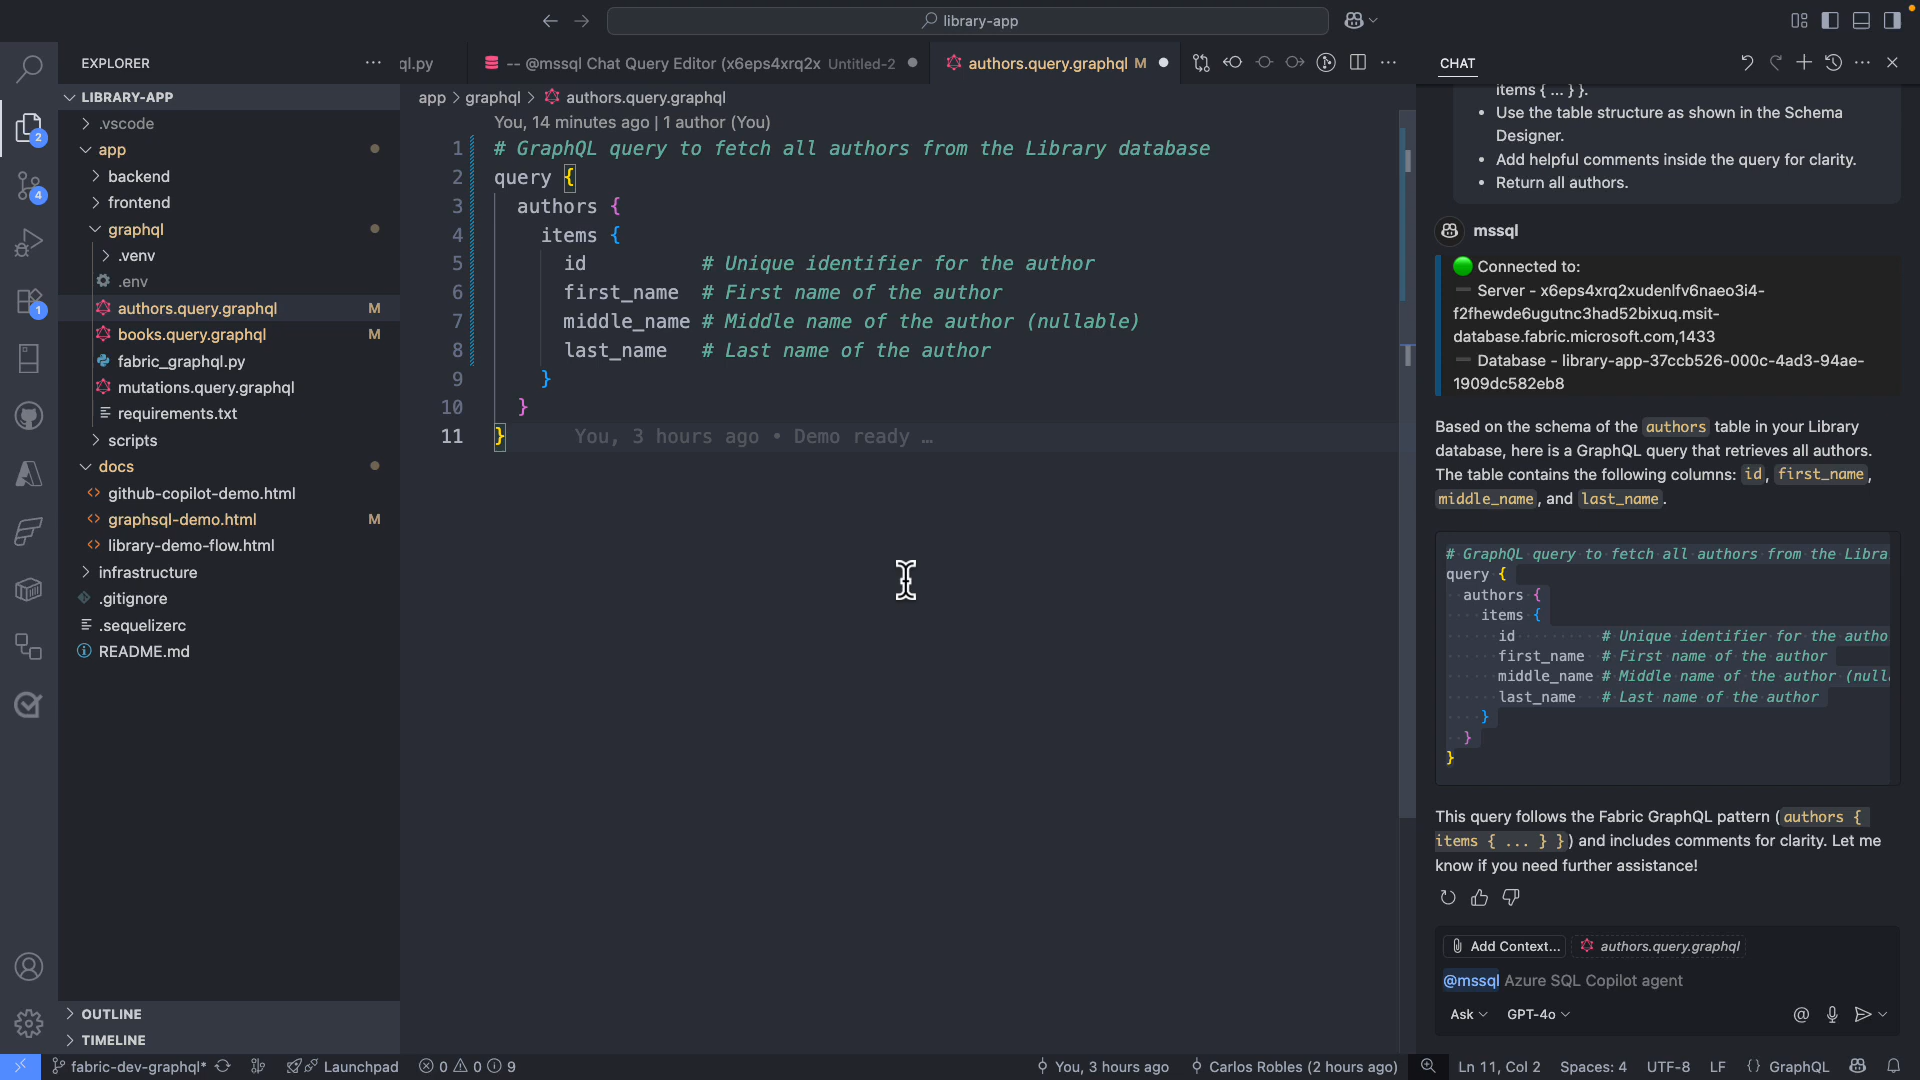 library-app
EXPLORER
ql.py
-- @mssql Chat Query Editor (x6eps4xrq2x Untitled-2
authors.query.graphql M
CHAT
LIBRARY-APP
.vscode
app
backend
frontend
graphql
.venv
.env
authors.query.graphql M
books.query.graphql M
fabric_graphql.py
mutations.query.graphql
requirements.txt
scripts
docs
github-copilot-demo.html
graphsql-demo.html M
library-demo-flow.html
infrastructure
.gitignore
.sequelizerc
README.md
OUTLINE
TIMELINE
2
4
1
app > graphql > authors.query.graphql
You, 14 minutes ago | 1 author (You)
1 # GraphQL query to fetch all authors from the Library database
2 query {
3 authors {
4 items {
5 id # Unique identifier for the author
6 first_name # First name of the author
7 middle_name # Middle name of the author (nullable)
8 last_name # Last name of the author
9 }
10 }
11 } You, 3 hours ago • Demo ready …
items { ... } }.
• Use the table structure as shown in the Schema
Designer.
• Add helpful comments inside the query for clarity.
• Return all authors.
mssql
Connected to:
Server - x6eps4xrq2xudenlfv6naeo3i4-
f2fhewde6ugutnc3had52bixuq.msit-
database.fabric.microsoft.com,1433
Database - library-app-37ccb526-000c-4ad3-94ae-
1909dc582eb8
Based on the schema of the authors table in your Library
database, here is a GraphQL query that retrieves all authors.
The table contains the following columns: id, first_name,
middle_name, and last_name.
# GraphQL query to fetch all authors from the Libra
query {
authors {
items {
id # Unique identifier for the autho
first_name # First name of the author
middle_name # Middle name of the author (null
last_name # Last name of the author
}
}
}
This query follows the Fabric GraphQL pattern (authors {
items { ... } }) and includes comments for clarity. Let me
know if you need further assistance!
Add Context... authors.query.graphql
@mssql Azure SQL Copilot agent
Ask GPT-4o
fabric-dev-graphql* Launchpad 0 0 9 You, 3 hours ago Carlos Robles (2 hours ago) Ln 11, Col 2 Spaces: 4 UTF-8 LF {} GraphQL